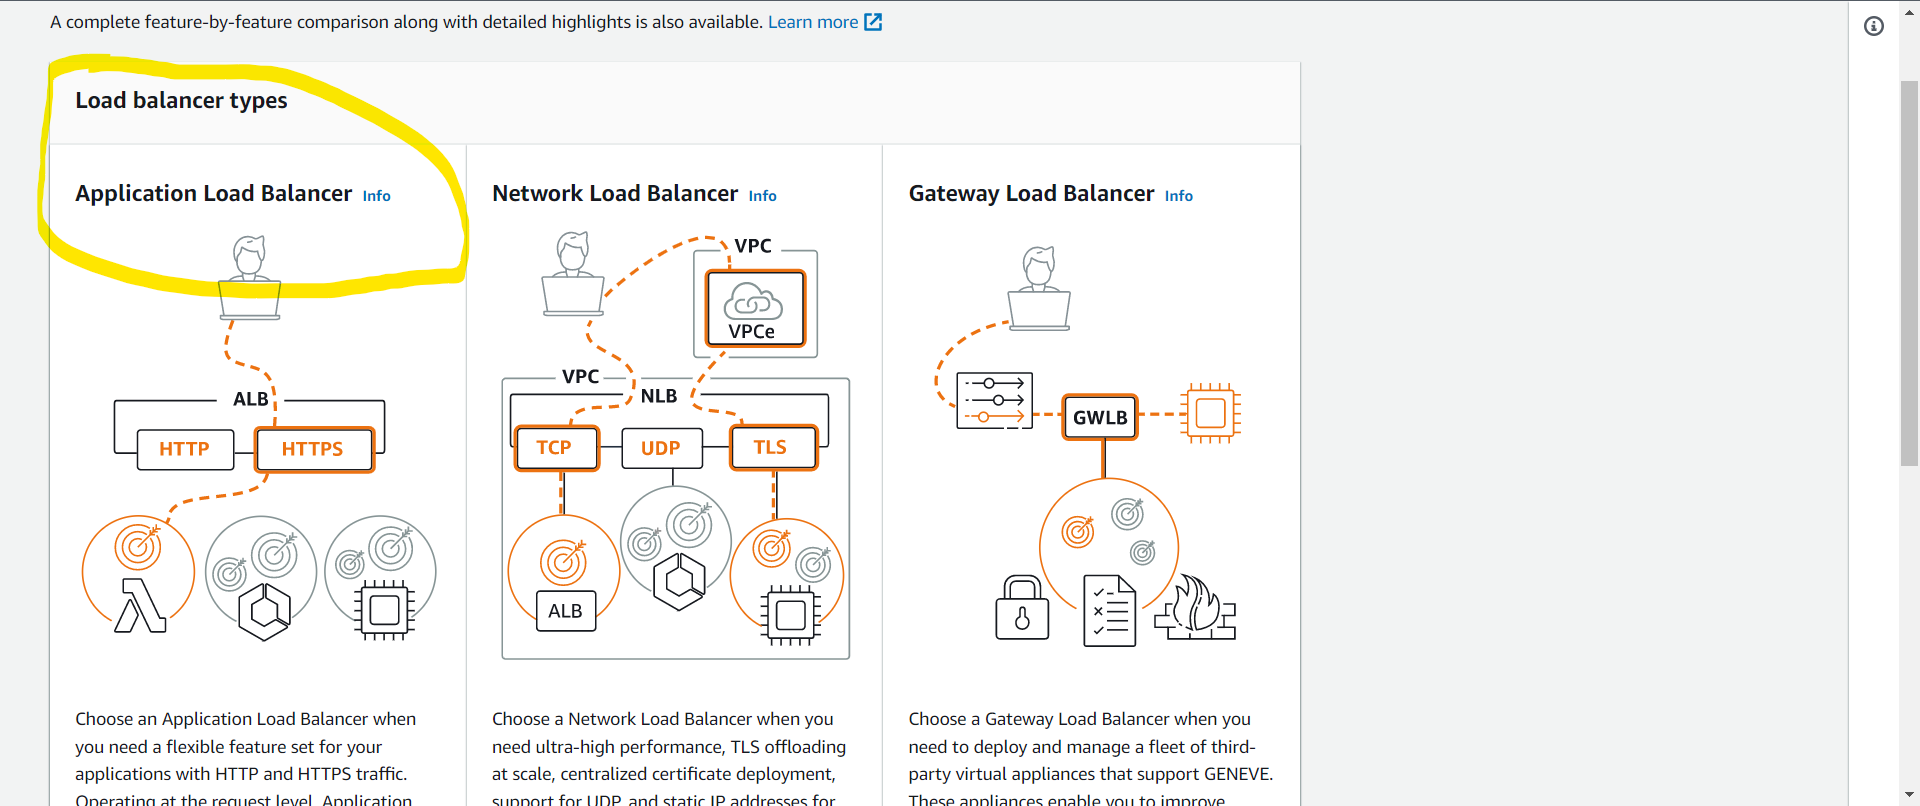 A complete feature-by-feature comparison along with detailed highlights is also available. Learn more
Load balancer types
Application Load Balancer Info
ALB
HTTP
HTTPS
Choose an Application Load Balancer when
you need a flexible feature set for your
applications with HTTP and HTTPS traffic.
Operating at the request level, Application
Network Load Balancer Info
VPC
VPCe
VPC
NLB
TCP
UDP
TLS
ALB
Choose a Network Load Balancer when you
need ultra-high performance, TLS offloading
at scale, centralized certificate deployment,
support for UDP, and static IP addresses for
Gateway Load Balancer Info
GWLB
Choose a Gateway Load Balancer when you
need to deploy and manage a fleet of third-
party virtual appliances that support GENEVE.
These appliances enable you to improve